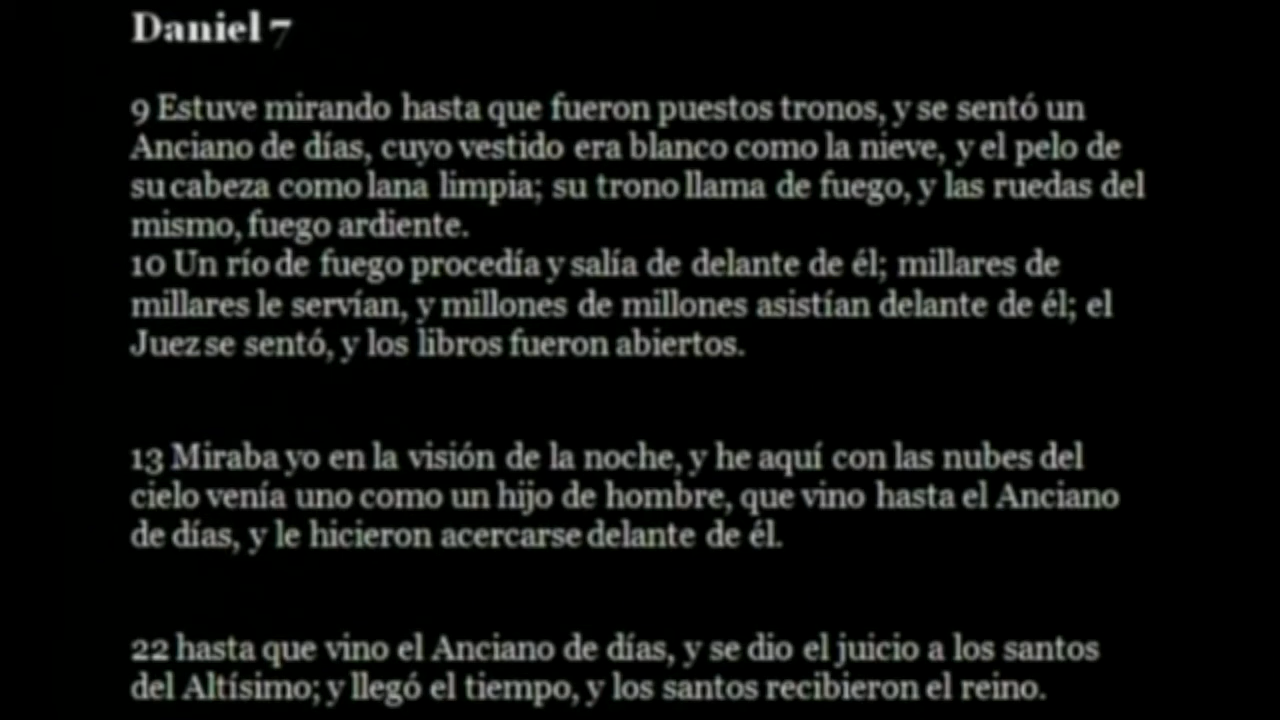 Daniel 7
9 Estuve mirando hasta que fueron puestos tronos, y se sentó un
Anciano de días, cuyo vestido era blanco como la nieve, y el pelo de
su cabeza como lana limpia; su trono llama de fuego, y las ruedas del
mismo, fuego ardiente.
10 Un río de fuego procedía y salía de delante de él; millares de
millares le servían, y millones de millones asistían delante de él; el
Juez se sentó, y los libros fueron abiertos.
13 Miraba yo en la visión de la noche, y he aquí con las nubes del
cielo venía uno como un hijo de hombre, que vino hasta el Anciano
de días, y le hicieron acercarse delante de él.
22 hasta que vino el Anciano de días, y se dio el juicio a los santos
del Altísimo; y llegó el tiempo, y los santos recibieron el reino.